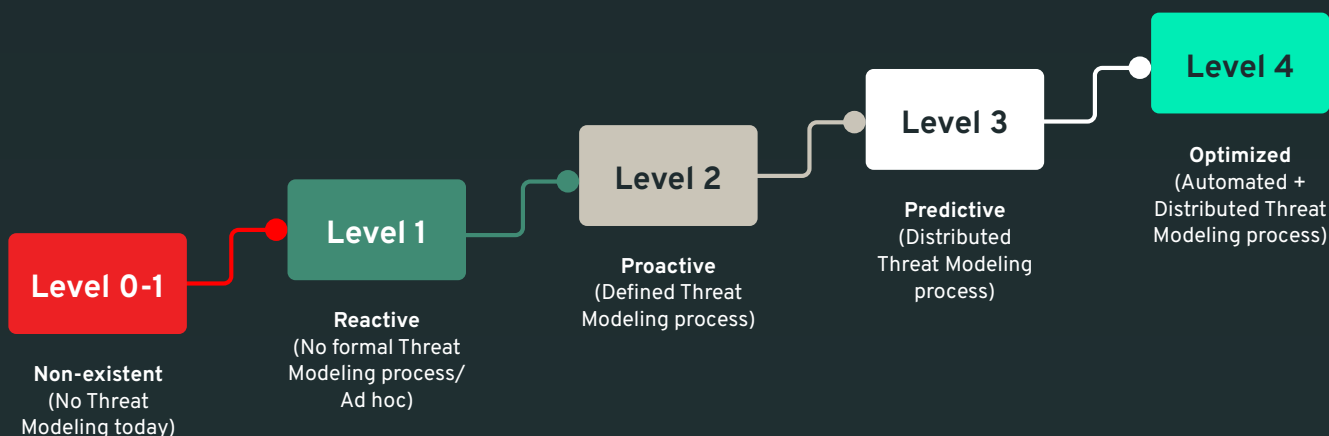 Level 0-1
Non-existent
(No Threat
Modeling today)
Level 1
Reactive
(No formal Threat
Modeling process/
Ad hoc)
Level 2
Proactive
(Defined Threat
Modeling process)
Level 3
Predictive
(Distributed
Threat Modeling
process)
Level 4
Optimized
(Automated +
Distributed Threat
Modeling process)